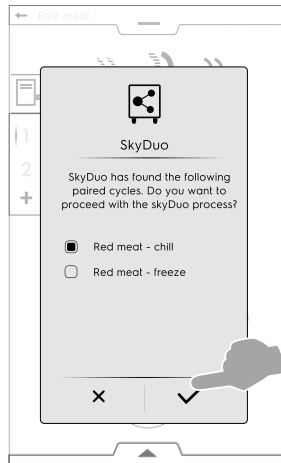 Red meat
1
2
SkyDuo
SkyDuo has found the following
paired cycles. Do you want to
proceed with the skyDuo process?
Red meat - chill
Red meat - freeze